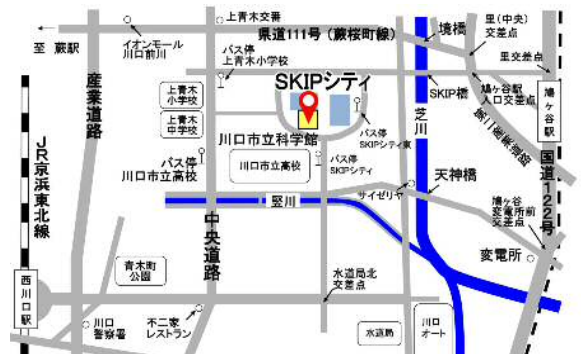 上青木交番
県道111号(蕨桜町線)
境橋
里(中央)
交差点
至 蕨駅
イオンモール
川口前川
バス停
上青木小学校
里交差点
SKIPシティ
SKIP橋
鳩ヶ谷駅
入口交差点
鳩ヶ谷駅
産業道路
上青木
小学校
上青木
中学校
川口市立科学館
バス停
SKIPシティ東
芝川
JR京浜東北線
バス停
川口市立高校
川口市立高校
バス停
SKIPシティ
国道122号
竪川
サイゼリヤ
天神橋
鳩ヶ谷
変電所前
交差点
中央道路
変電所
青木町
公園
水道局北
交差点
西川口駅
川口
警察署
不二家
レストラン
水道局
川口
オート